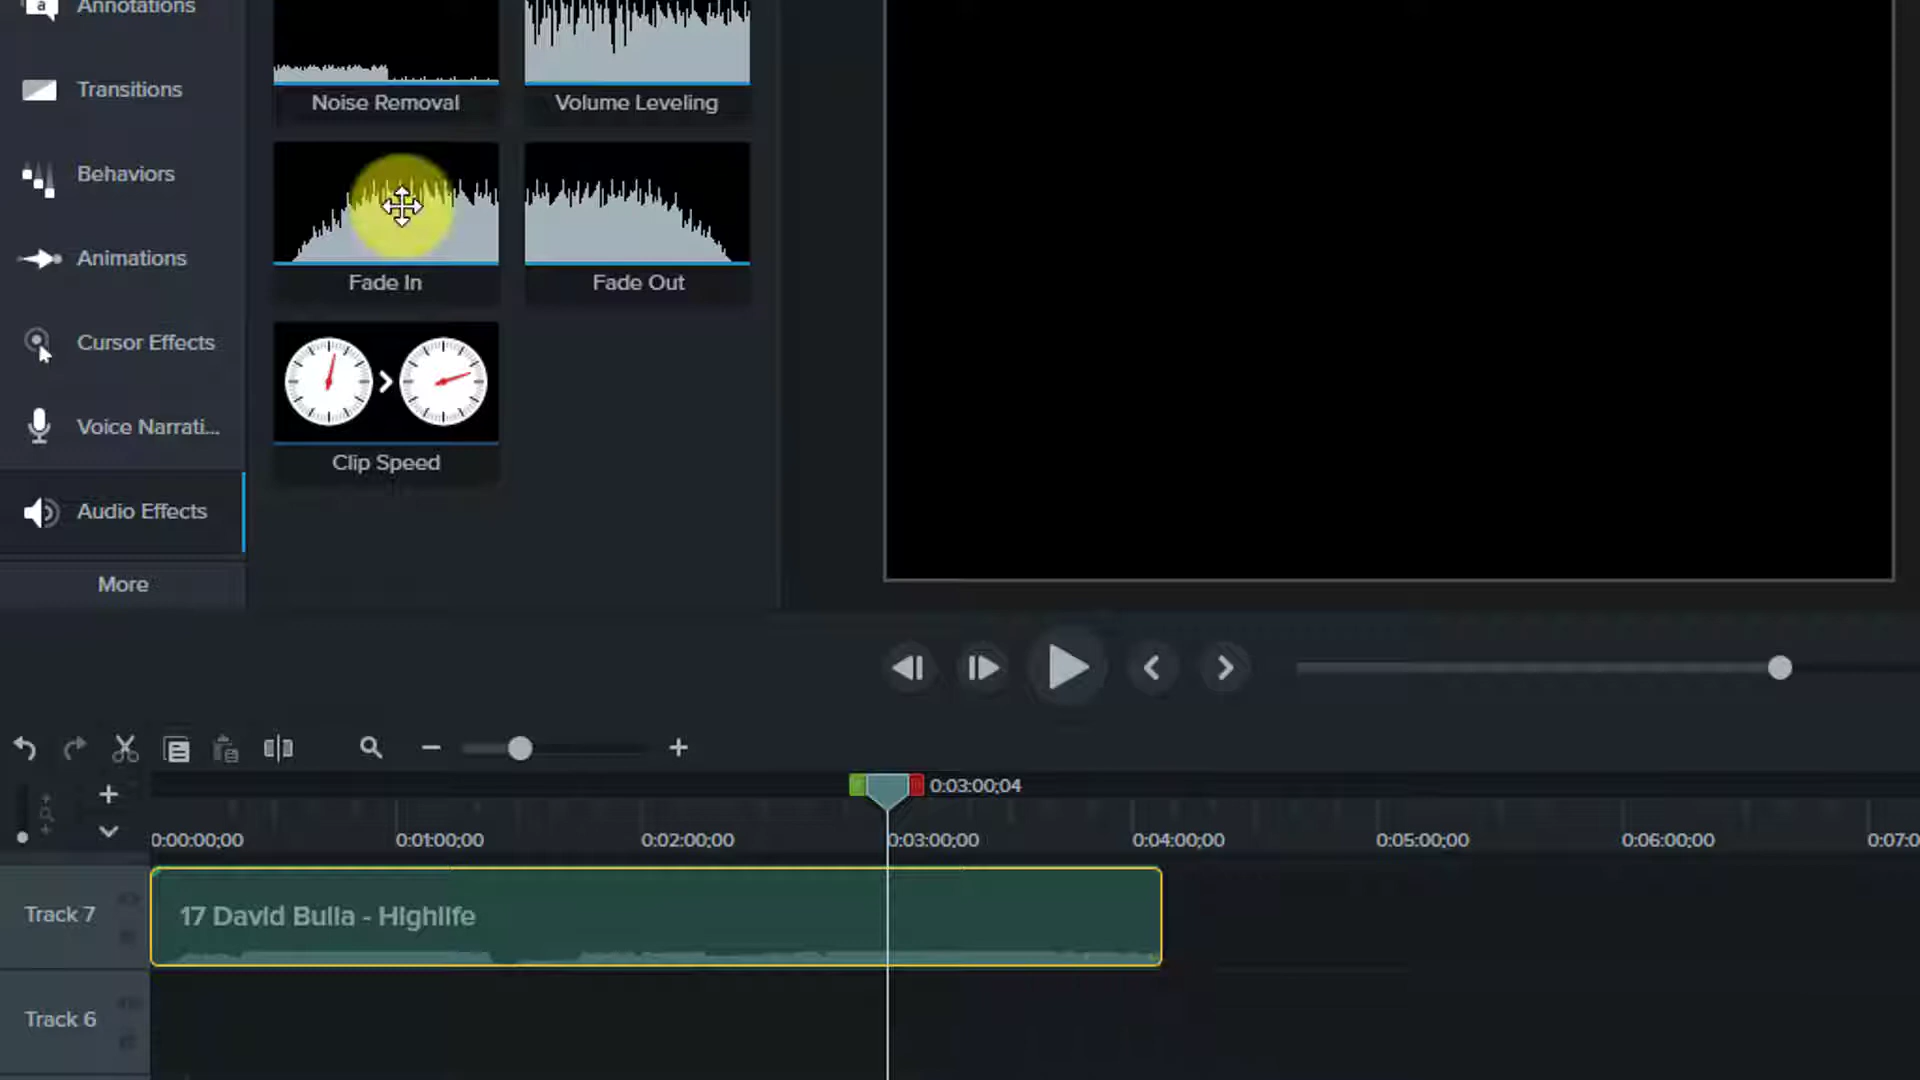 Annotations
Transitions
Behaviors
Animations
Cursor Effects
Voice Narrati...
Audio Effects
More
Noise Removal
Volume Leveling
Fade In
Fade Out
Clip Speed
0:03:00;04
0:00:00;00
0:01:00;00
0:02:00;00
0:03:00;00
0:04:00;00
0:05:00;00
0:06:00;00
0:07:0
Track 7
17 David Bulla - Highlife
Track 6